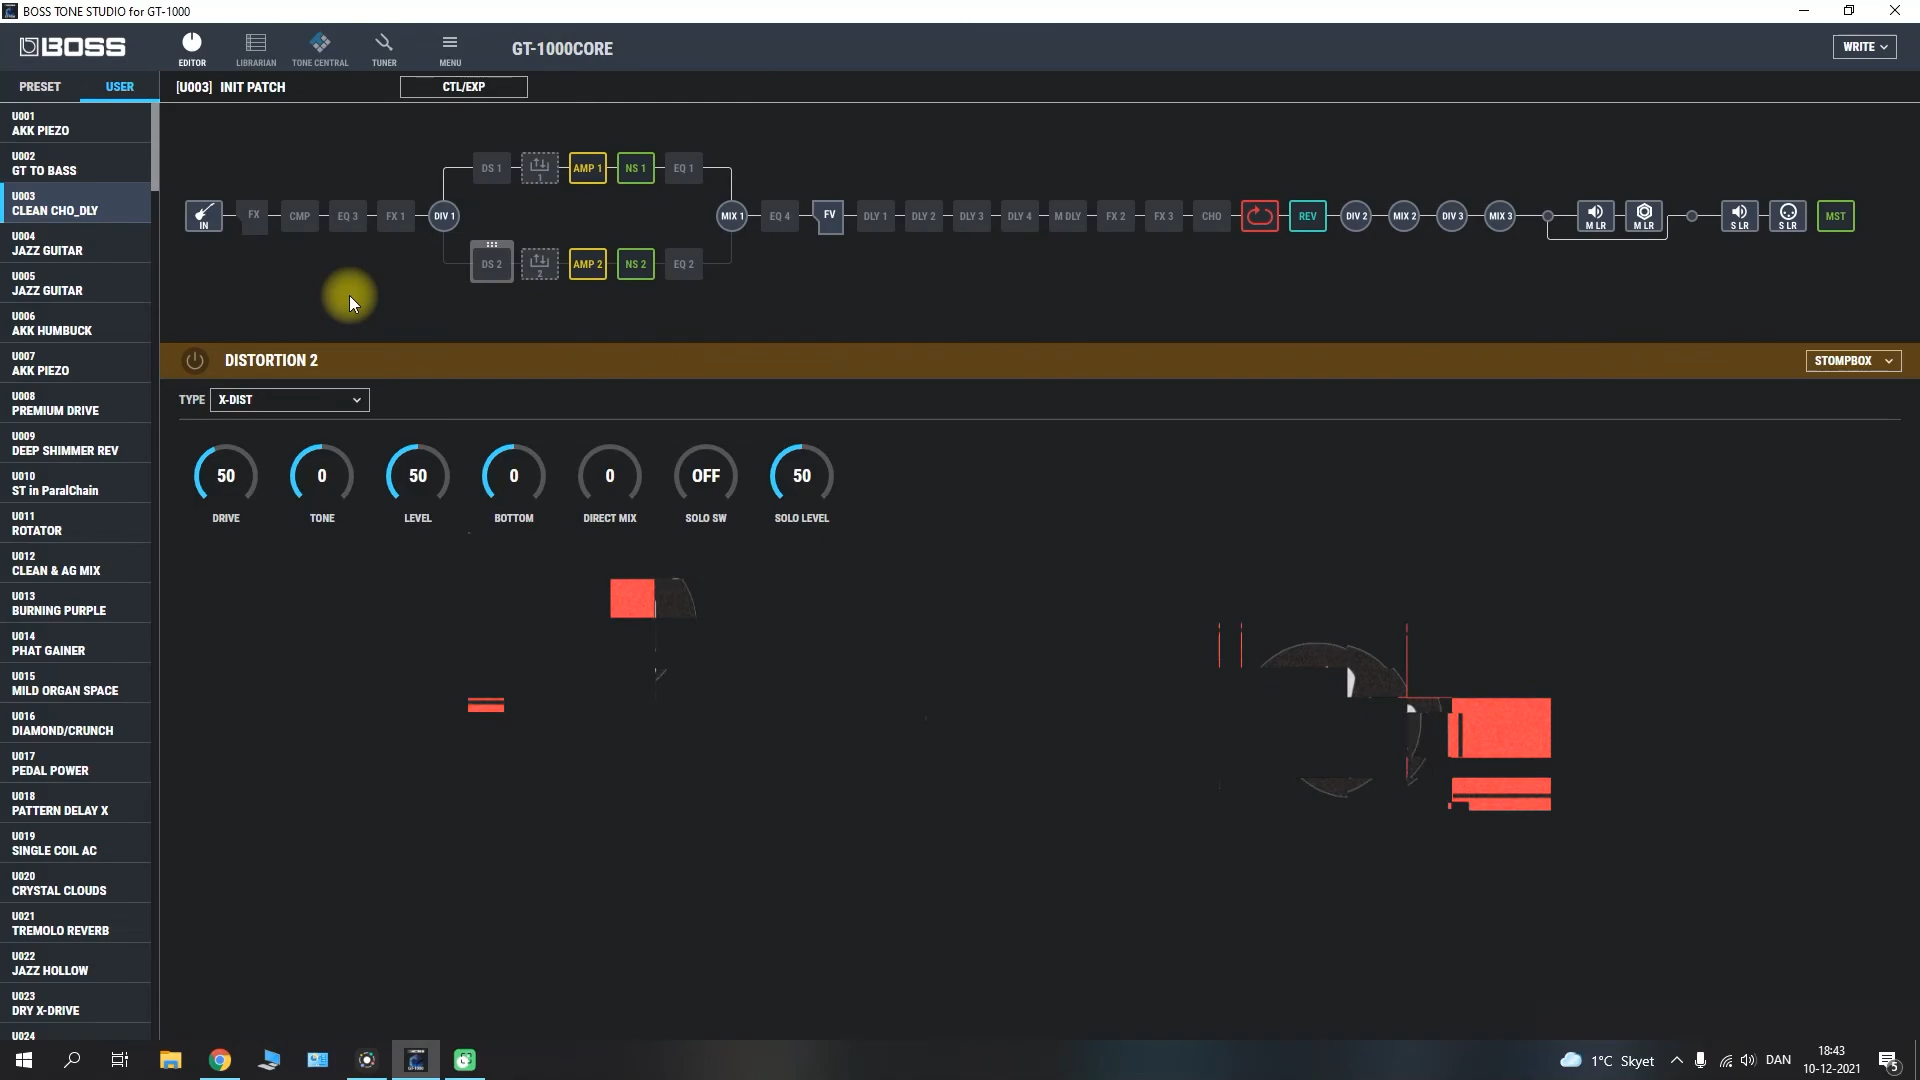 BOSS TONE STUDIO for GT-1000
BOSS
EDITOR
LIBRARIAN
TONE CENTRAL
TUNER
MENU
GT-1000CORE
WRITE
PRESET
USER
[U003] INIT PATCH
CTL/EXP
U001
AKK PIEZO
U002
GT TO BASS
U003
CLEAN CHO_DLY
U004
JAZZ GUITAR
U005
JAZZ GUITAR
U006
AKK HUMBUCK
U007
AKK PIEZO
U008
PREMIUM DRIVE
U009
DEEP SHIMMER REV
U010
ST in ParalChain
U011
ROTATOR
U012
CLEAN & AG MIX
U013
BURNING PURPLE
U014
PHAT GAINER
U015
MILD ORGAN SPACE
U016
DIAMOND/CRUNCH
U017
PEDAL POWER
U018
PATTERN DELAY X
U019
SINGLE COIL AC
U020
CRYSTAL CLOUDS
U021
TREMOLO REVERB
U022
JAZZ HOLLOW
U023
DRY X-DRIVE
U024
DS 1
1
AMP 1
NS 1
EQ 1
IN
FX
CMP
EQ 3
FX 1
DIV 1
MIX 1
EQ 4
FV
DLY 1
DLY 2
DLY 3
DLY 4
M DLY
FX 2
FX 3
CHO
REV
DIV 2
MIX 2
DIV 3
MIX 3
M LR
M LR
S LR
S LR
MST
DS 2
2
AMP 2
NS 2
EQ 2
DISTORTION 2
STOMPBOX
TYPE
X-DIST
50
0
50
0
0
OFF
50
DRIVE
TONE
LEVEL
BOTTOM
DIRECT MIX
SOLO SW
SOLO LEVEL
1°C Skyet
DAN
18:43
10-12-2021
5